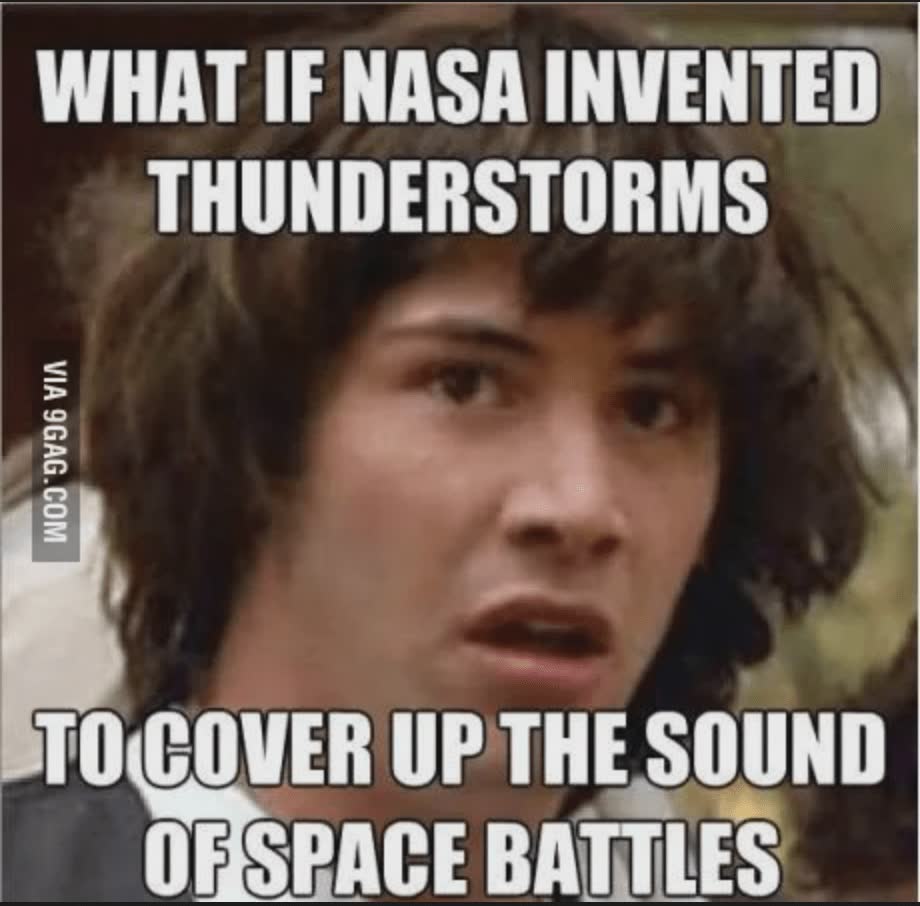 WHAT IF NASA INVENTED
THUNDERSTORMS
VIA 9GAG.COM
TO COVER UP THE SOUND
OF SPACE BATTLES